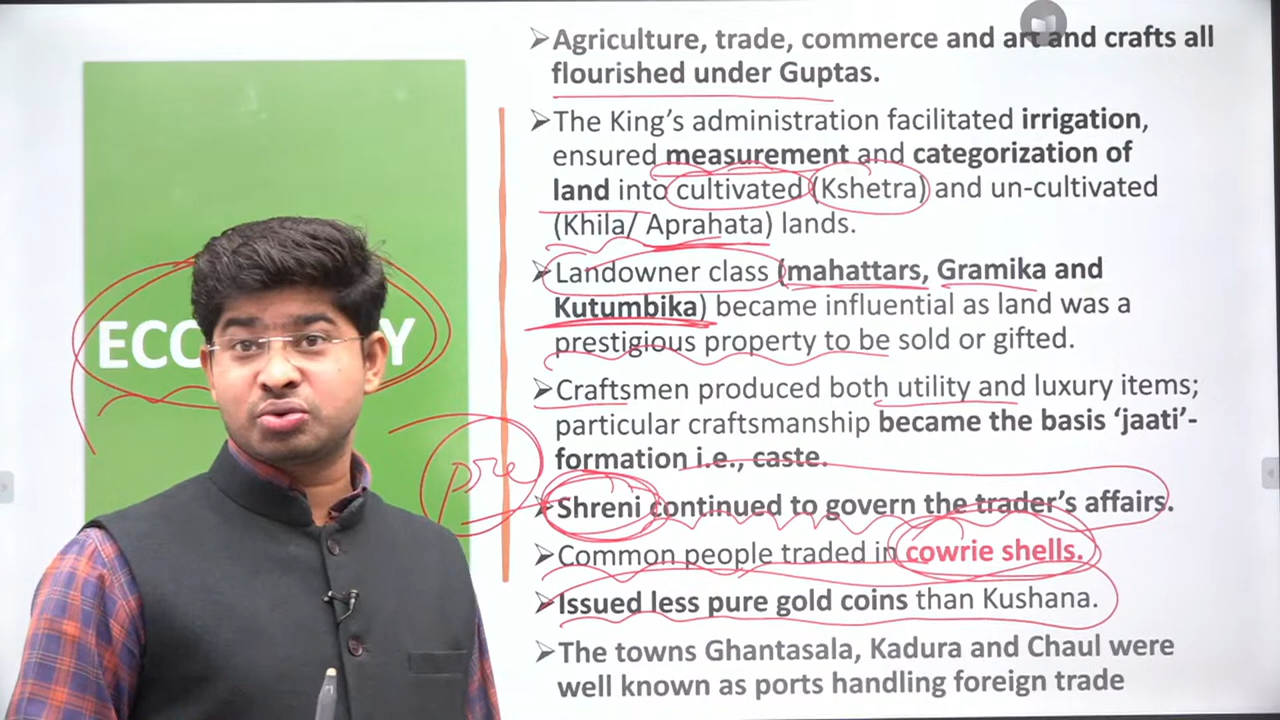 ECO Y
➢Agriculture, trade, commerce and art and crafts all
flourished under Guptas.
➢The King's administration facilitated irrigation,
ensured measurement and categorization of
land into cultivated (Kshetra) and un-cultivated
(Khila/ Aprahata) lands.
➢Landowner class (mahattars, Gramika and
Kutumbika) became influential as land was a
prestigious property to be sold or gifted.
➢Craftsmen produced both utility and luxury items;
particular craftsmanship became the basis 'jaati'-
formation i.e., caste.
pre
➢Shreni continued to govern the trader's affairs.
➢Common people traded in cowrie shells.
➢Issued less pure gold coins than Kushana.
➢The towns Ghantasala, Kadura and Chaul were
well known as ports handling foreign trade